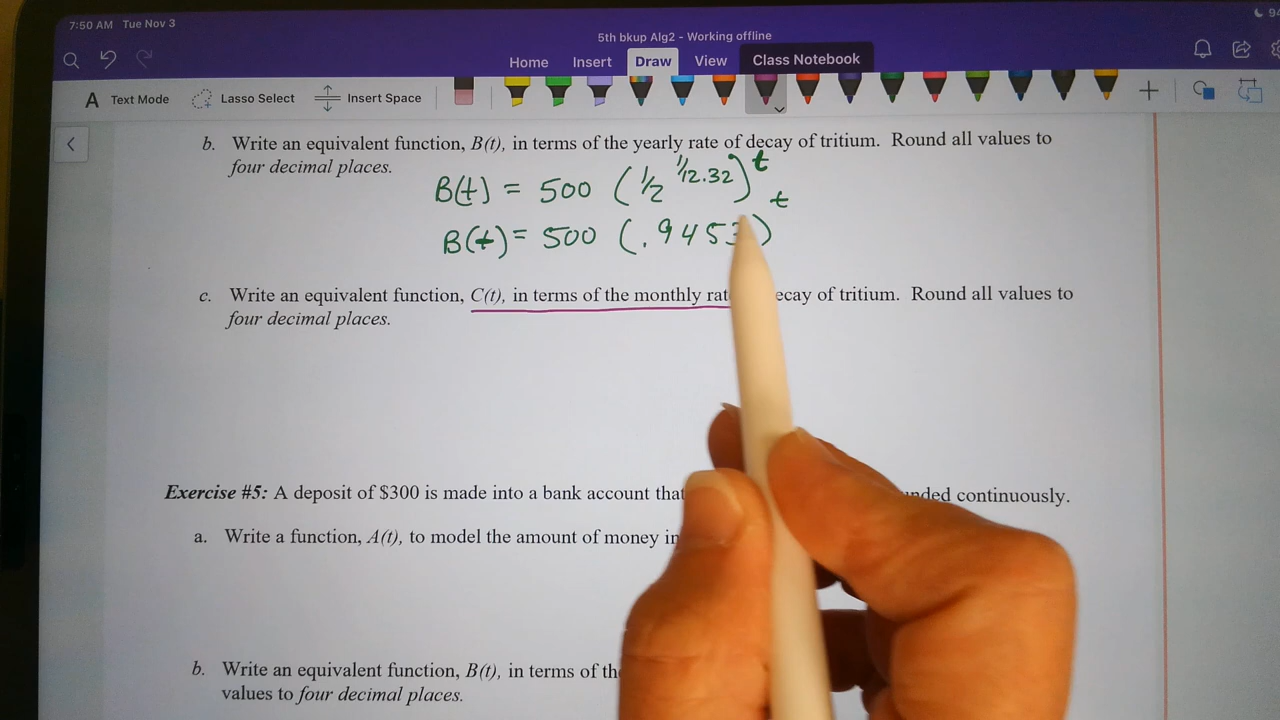 7:50 AM Tue Nov 3
5th bkup Alg2 - Working offline
Home Insert Draw View Class Notebook
A Text Mode Lasso Select Insert Space
b. Write an equivalent function, B(t), in terms of the yearly rate of decay of tritium. Round all values to
four decimal places.
B(t) = 500 (1/2 ^1/12.32)^t
B(t) = 500 (.9453)^t
c. Write an equivalent function, C(t), in terms of the monthly
decay of tritium. Round all values to
four decimal places.
Exercise #5: A deposit of $300 is made into a bank account that
continuously.
a. Write a function, A(t), to model the amount of money in
b. Write an equivalent function, B(t), in terms of
values to four decimal places.